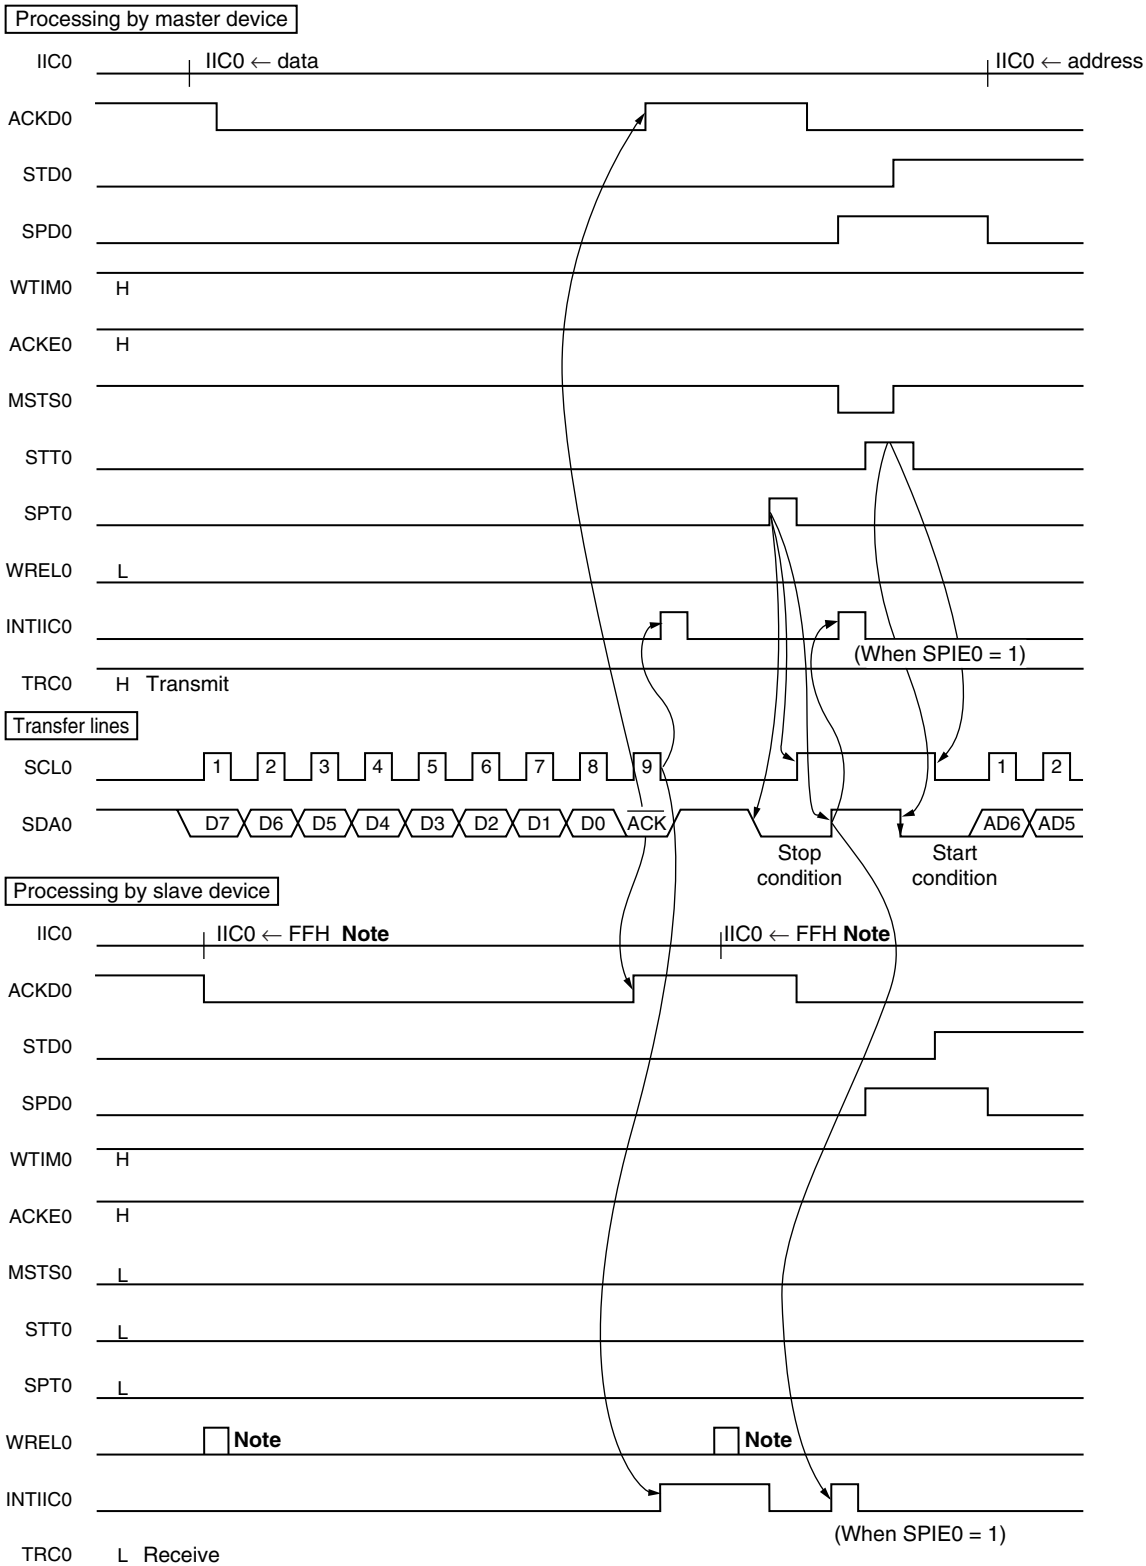 Processing by master device
IIC0 IIC0 ← data IIC0 ← address
ACKD0
STD0
SPD0
WTIM0 H
ACKE0 H
MSTS0
STT0
SPT0
WREL0 L
INTIIC0
(When SPIE0 = 1)
TRC0 H Transmit
Transfer lines
SCL0 1 2 3 4 5 6 7 8 9 1 2
SDA0 D7 D6 D5 D4 D3 D2 D1 D0 ACK AD6 AD5
Stop Start
condition condition
Processing by slave device
IIC0 IIC0 ← FFH Note IIC0 ← FFH Note
ACKD0
STD0
SPD0
WTIM0 H
ACKE0 H
MSTS0 L
STT0 L
SPT0 L
WREL0 Note Note
INTIIC0
(When SPIE0 = 1)
TRC0 L Receive